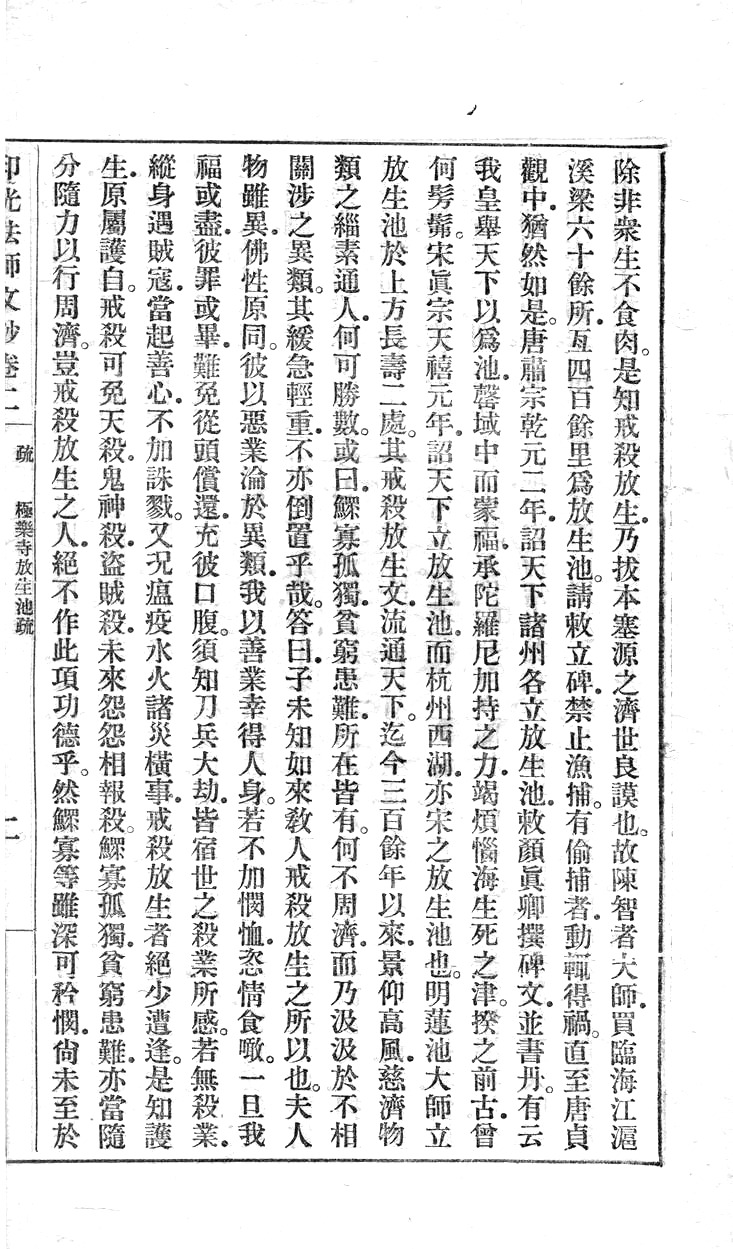 除非衆生不食肉。是知戒殺放生。乃拔本塞源之濟世良謨也。故陳智者大師。買臨海江滬
溪梁六十餘所。亙四百餘里爲放生池。請敕立碑。禁止漁捕。有偷捕者。動輒得禍。直至唐貞
觀中。猶然如是。唐肅宗乾元二年。詔天下諸州各立放生池。敕顏眞卿撰碑文。並書丹。有云
我皇舉天下以爲池。罄域中而蒙福。承陀羅尼加持之力。竭煩惱海生死之津。揆之前古。曾
何髣髴。宋眞宗天禧元年。詔天下立放生池。而杭州西湖。亦宋之放生池也。明蓮池大師立
放生池於上方長壽二處。其戒殺放生文。流通天下。迄今三百餘年以來。景仰高風。慈濟物
類之緇素通人。何可勝數。或曰。鰥寡孤獨。貧窮患難。所在皆有。何不周濟。而乃汲汲於不相
關涉之異類。其緩急輕重。不亦倒置乎哉。答曰。子未知如來教人戒殺放生之所以也。夫人
物雖異。佛性原同。彼以惡業淪於異類。我以善業幸得人身。若不加憫恤。恣情食噉。一旦我
福或盡。彼罪或畢。難免從頭償還。充彼口腹。須知刀兵大劫。皆宿世之殺業所感。若無殺業。
縱身遇賊寇。當起善心。不加誅戮。又況瘟疫水火諸災橫事。戒殺放生者絕少遭逢。是知護
生。原屬護自。戒殺可免天殺。鬼神殺。盜賊殺。未來怨怨相報殺。鰥寡孤獨。貧窮患難。亦當隨
分隨力以行周濟。豈戒殺放生之人。絕不作此項功德乎。然鰥寡等雖深可矜憫。尚未至於
印光法師文鈔卷二 疏 極樂寺放生池疏 二